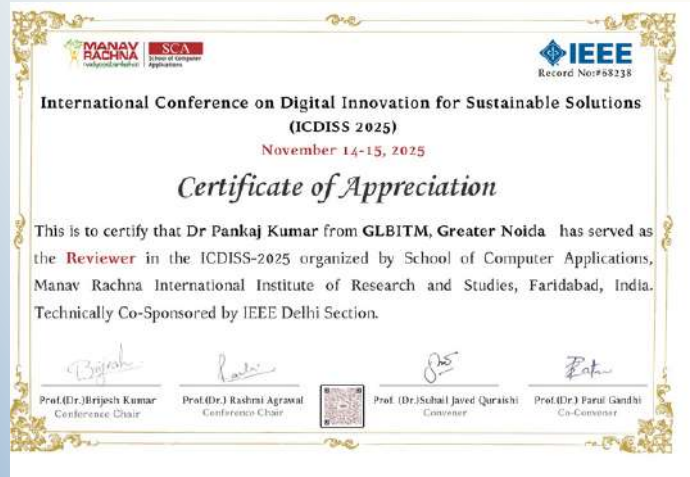 MANAV
RACHNA
SCA
School of Computer
Applications
IEEE
Record No:#68238
International Conference on Digital Innovation for Sustainable Solutions
(ICDISS 2025)
November 14-15, 2025
Certificate of Appreciation
This is to certify that Dr Pankaj Kumar from GLBITM, Greater Noida has served as
the Reviewer in the ICDISS-2025 organized by School of Computer Applications,
Manav Rachna International Institute of Research and Studies, Faridabad, India.
Technically Co-Sponsored by IEEE Delhi Section.
Prof.(Dr.)Brijesh Kumar
Conference Chair
Prof.(Dr.) Rashmi Agrawal
Conference Chair
Prof. (Dr.)Suhail Javed Quraishi
Convener
Prof.(Dr.) Parul Gandhi
Co-Convener